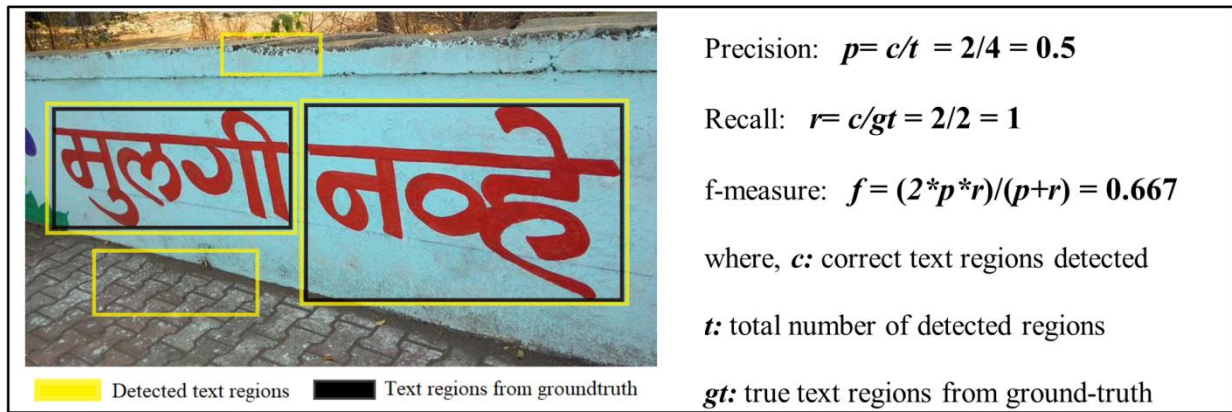 मुलगी नव्हे
Detected text regions
Text regions from groundtruth
Precision: p= c/t = 2/4 = 0.5
Recall: r= c/gt = 2/2 = 1
f-measure: f = (2*p*r)/(p+r) = 0.667
where, c: correct text regions detected
t: total number of detected regions
gt: true text regions from ground-truth